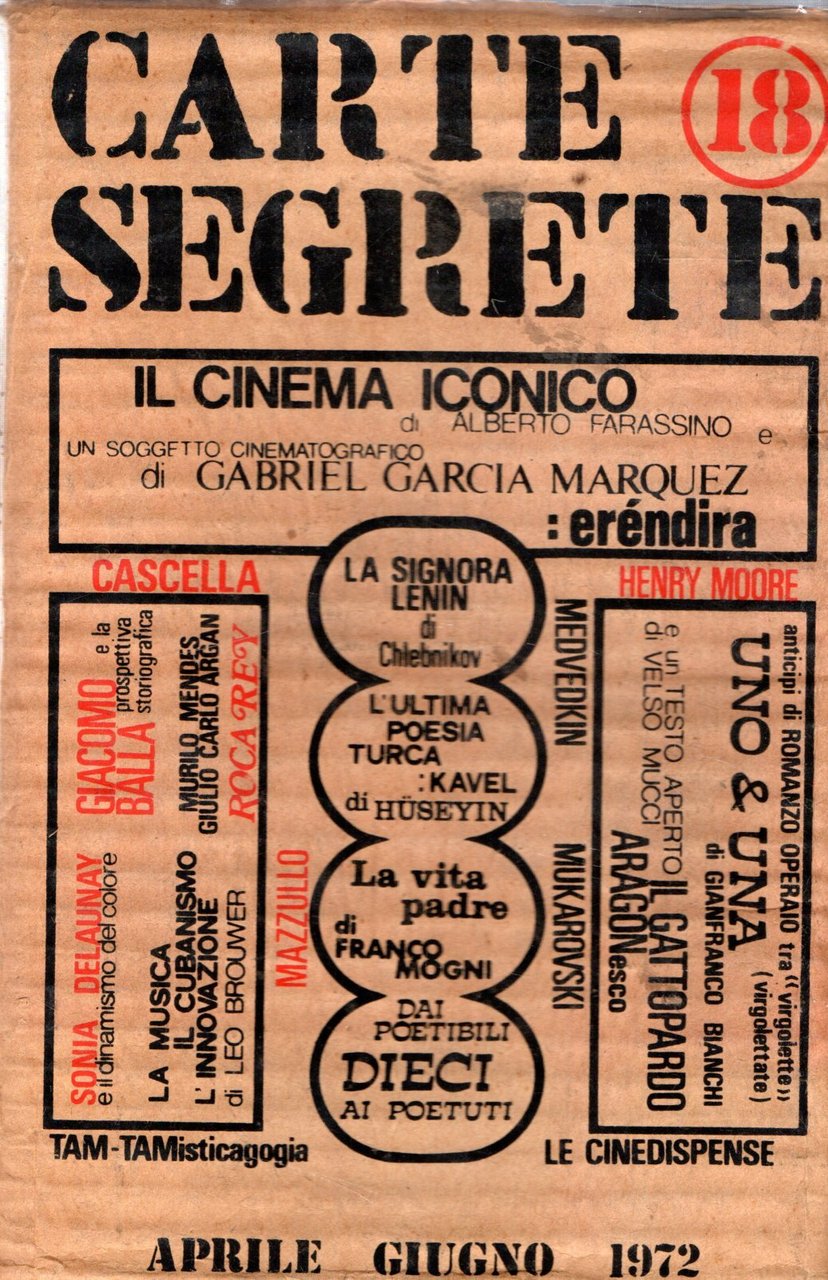 CARTE
18
SEGRETE
IL CINEMA ICONICO
di ALBERTO FARASSINO e
UN SOGGETTO CINEMATOGRAFICO
di GABRIEL GARCIA MARQUEZ
: eréndira
CASCELLA
HENRY MOORE
GIACOMO
BALLA
e la
prospettiva
storiografica
MURILO MENDES
GIULIO CARLO ARGAN
ROCA REY
SONIA DELAUNAY
e il dinamismo del colore
LA MUSICA
IL CUBANISMO
L'INNOVAZIONE
di LEO BROUWER
MAZZULLO
LA SIGNORA
LENIN
di
Chlebnikov
L'ULTIMA
POESIA
TURCA
: KAVEL
di HÜSEYIN
La vita
padre
di
FRANCO
MOGNI
DAI
POETIBILI
DIECI
AI POETUTI
MEDVEDKIN
MUKAROVSKI
anticipi di ROMANZO OPERAIO tra «virgolette»
(virgolettate)
UNO & UNA
di GIANFRANCO BIANCHI
e un TESTO APERTO
di VELSO MUCCI
IL GATTOPARDO
ARAGONesco
TAM-TAMisticagogia
LE CINEDISPENSE
APRILE GIUGNO 1972